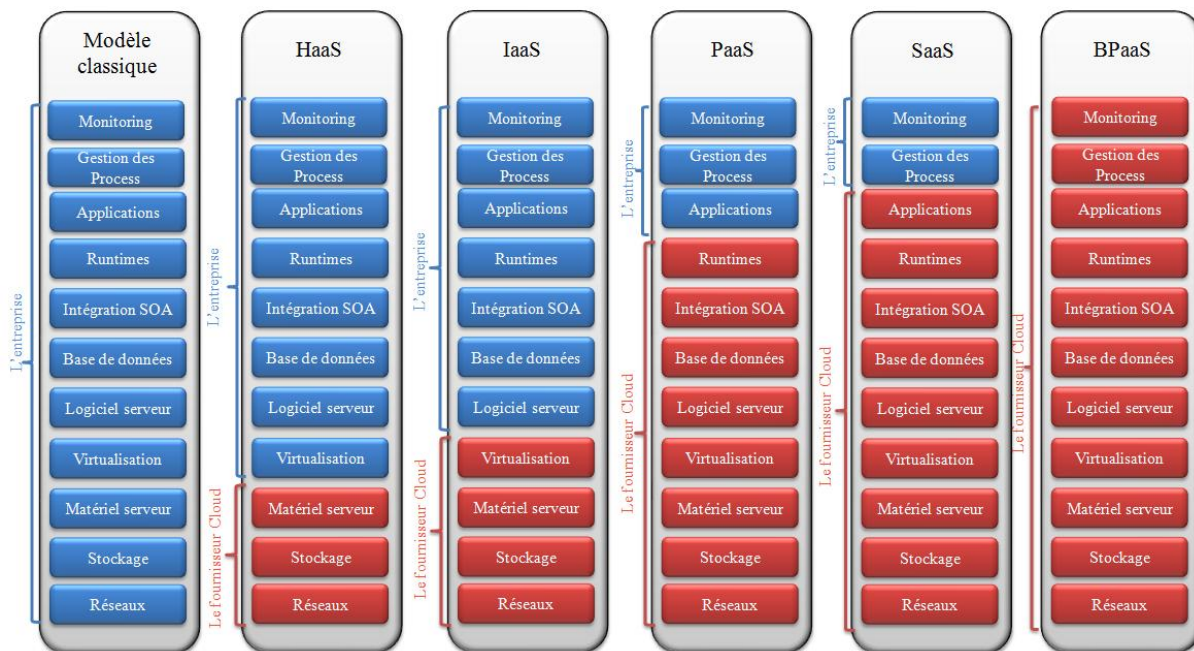 Modèle
classique
L'entreprise
Monitoring
Gestion des
Process
Applications
Runtimes
Intégration SOA
Base de données
Logiciel serveur
Virtualisation
Matériel serveur
Stockage
Réseaux
HaaS
L'entreprise
Monitoring
Gestion des
Process
Applications
Runtimes
Intégration SOA
Base de données
Logiciel serveur
Virtualisation
Le fournisseur Cloud
Matériel serveur
Stockage
Réseaux
IaaS
L'entreprise
Monitoring
Gestion des
Process
Applications
Runtimes
Intégration SOA
Base de données
Logiciel serveur
Le fournisseur Cloud
Virtualisation
Matériel serveur
Stockage
Réseaux
PaaS
L'entreprise
Monitoring
Gestion des
Process
Applications
Le fournisseur Cloud
Runtimes
Intégration SOA
Base de données
Logiciel serveur
Virtualisation
Matériel serveur
Stockage
Réseaux
SaaS
L'entreprise
Monitoring
Gestion des
Process
Le fournisseur Cloud
Applications
Runtimes
Intégration SOA
Base de données
Logiciel serveur
Virtualisation
Matériel serveur
Stockage
Réseaux
BPaaS
Le fournisseur Cloud
Monitoring
Gestion des
Process
Applications
Runtimes
Intégration SOA
Base de données
Logiciel serveur
Virtualisation
Matériel serveur
Stockage
Réseaux